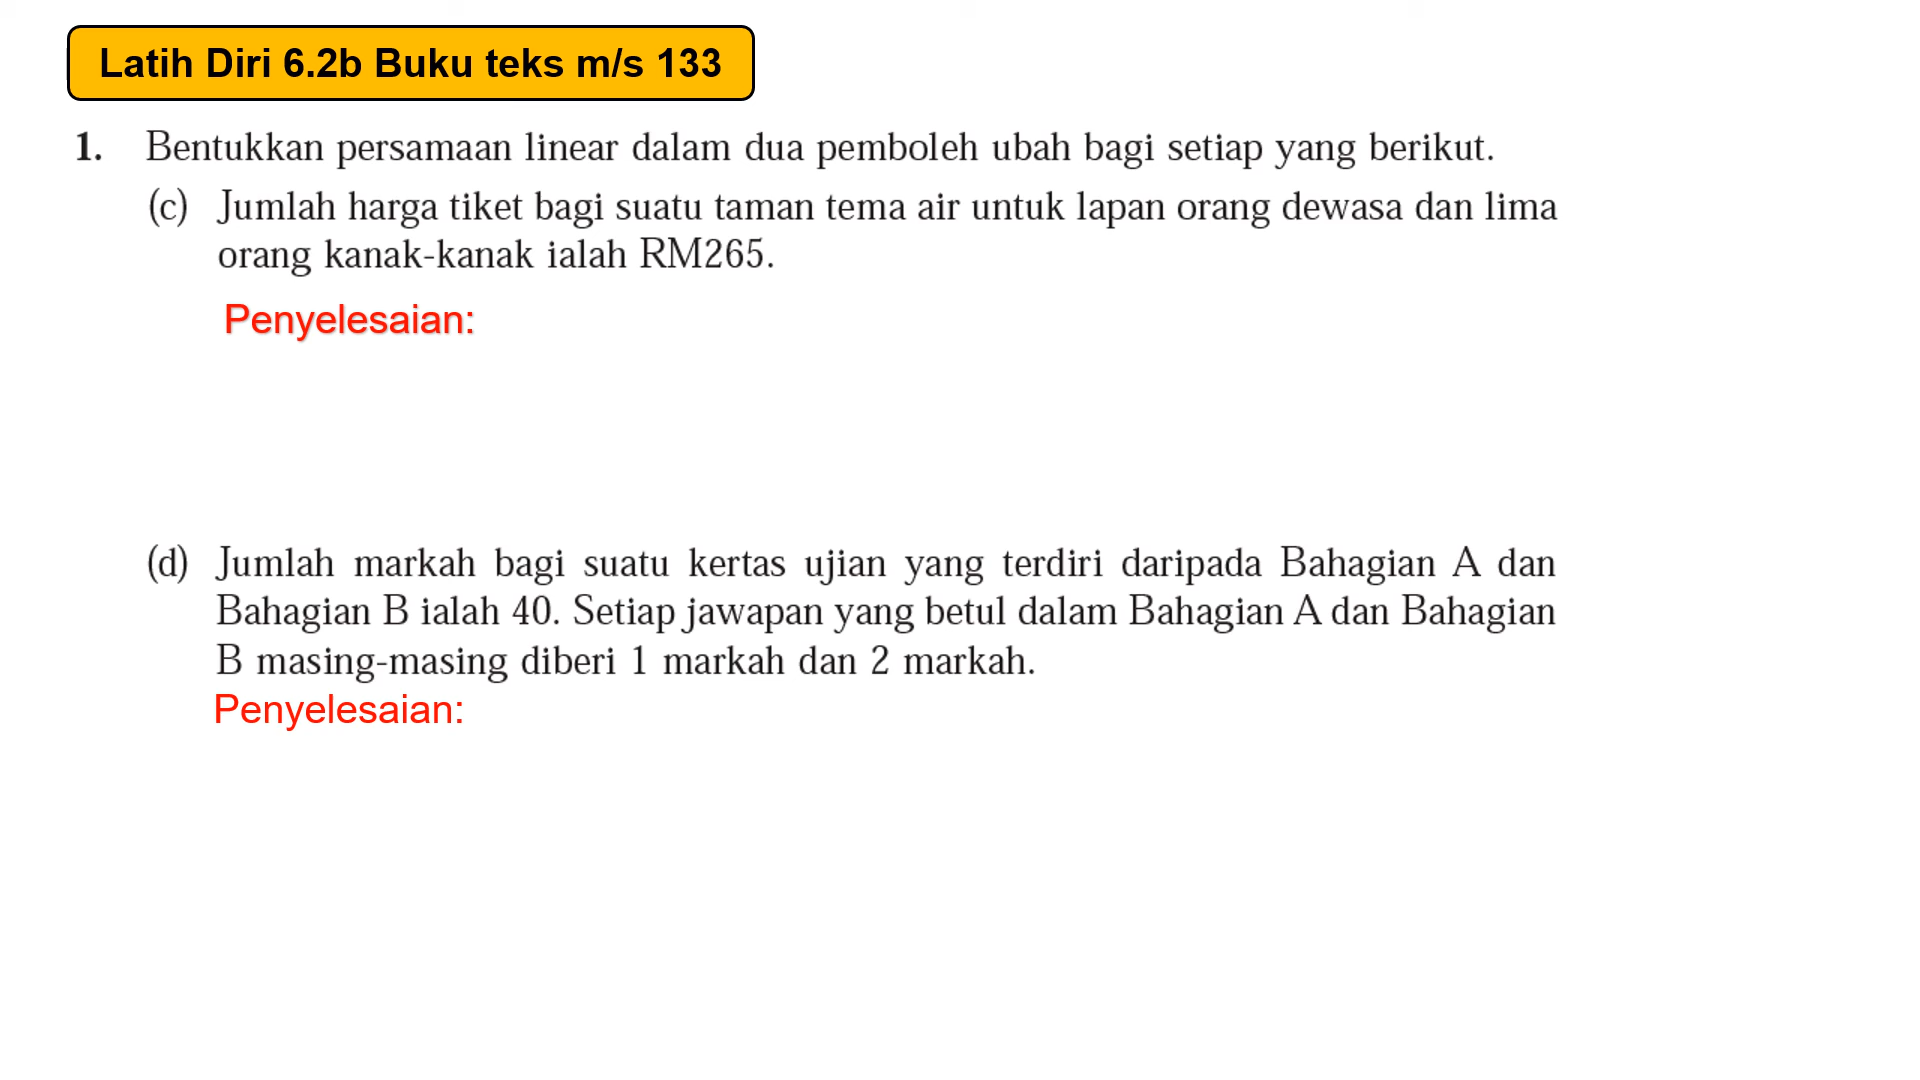 Latih Diri 6.2b Buku teks m/s 133
1. Bentukkan persamaan linear dalam dua pemboleh ubah bagi setiap yang berikut.
(c) Jumlah harga tiket bagi suatu taman tema air untuk lapan orang dewasa dan lima
orang kanak-kanak ialah RM265.
Penyelesaian:
(d) Jumlah markah bagi suatu kertas ujian yang terdiri daripada Bahagian A dan
Bahagian B ialah 40. Setiap jawapan yang betul dalam Bahagian A dan Bahagian
B masing-masing diberi 1 markah dan 2 markah.
Penyelesaian: